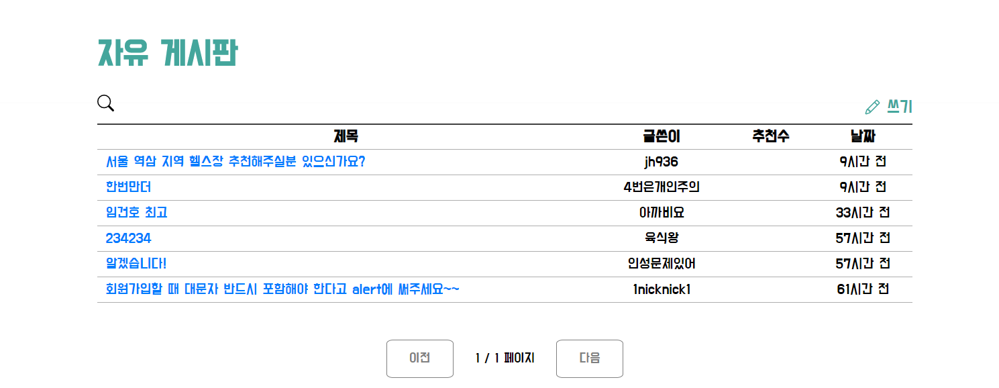 자유 게시판
쓰기
제목 글쓴이 추천수 날짜
서울 역삼 지역 헬스장 추천해주실분 있으신가요? jh936 9시간 전
한번만더 4번은개인주의 9시간 전
임건호 최고 아까비요 33시간 전
234234 육식왕 57시간 전
알겠습니다! 인성문제있어 57시간 전
회원가입할 때 대문자 반드시 포함해야 한다고 alert에 써주세요~~ 1nicknick1 61시간 전
이전 1 / 1 페이지 다음